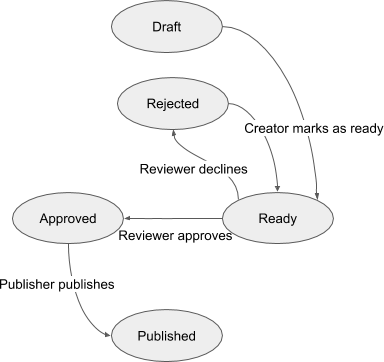 Draft
Rejected
Creator marks as ready
Reviewer declines
Approved
Ready
Reviewer approves
Publisher publishes
Published